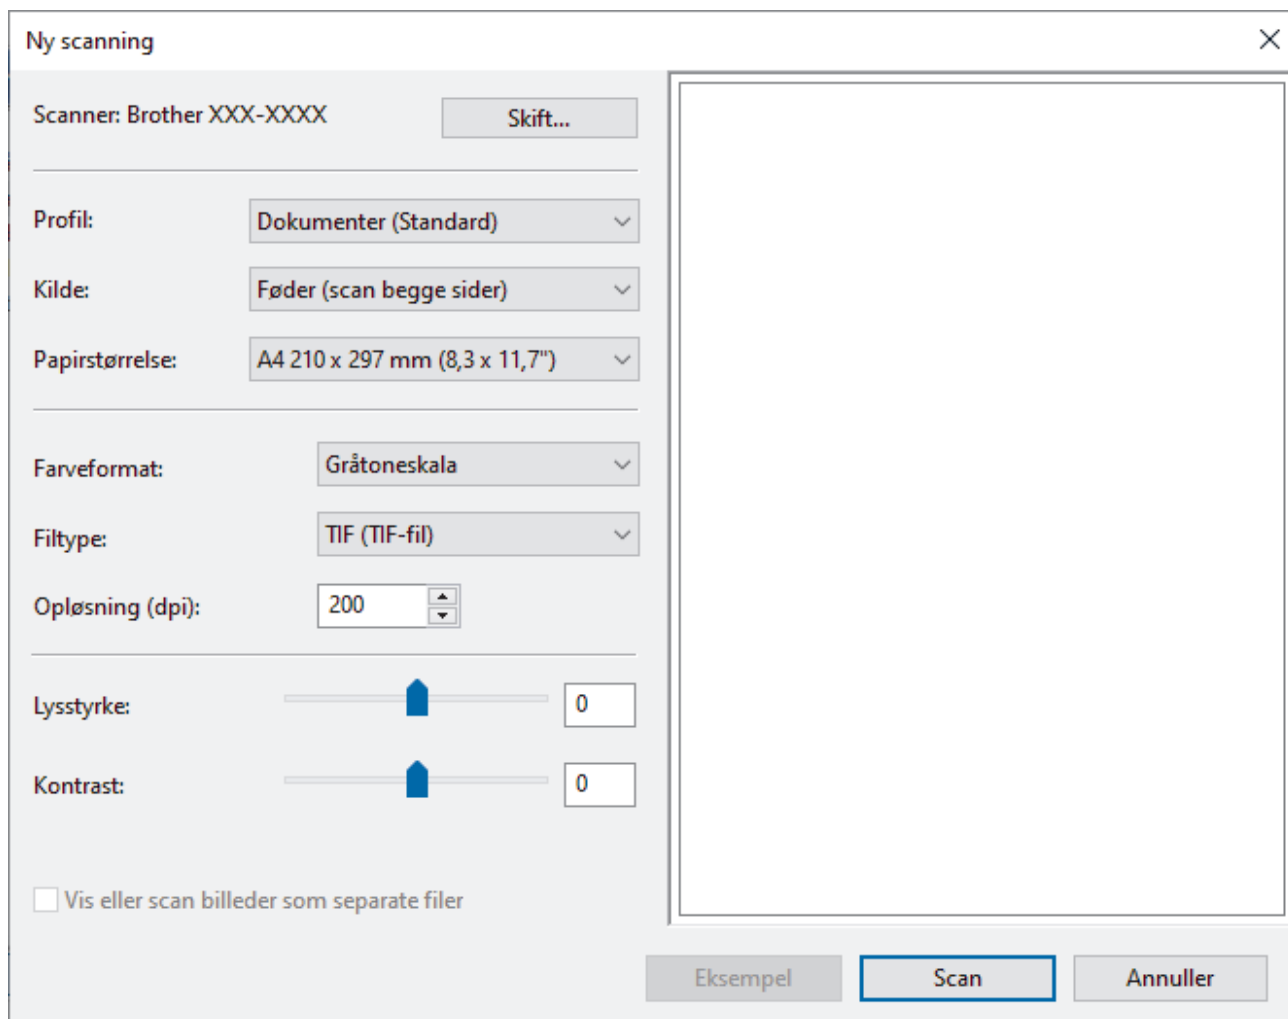 Ny scanning
Scanner: Brother XXX-XXXX
Skift...
Profil:
Dokumenter (Standard)
Kilde:
Føder (scan begge sider)
Papirstørrelse:
A4 210 x 297 mm (8,3 x 11,7")
Farveformat:
Gråtoneskala
Filtype:
TIF (TIF-fil)
Opløsning (dpi):
200
Lysstyrke:
0
Kontrast:
0
Vis eller scan billeder som separate filer
Eksempel
Scan
Annuller